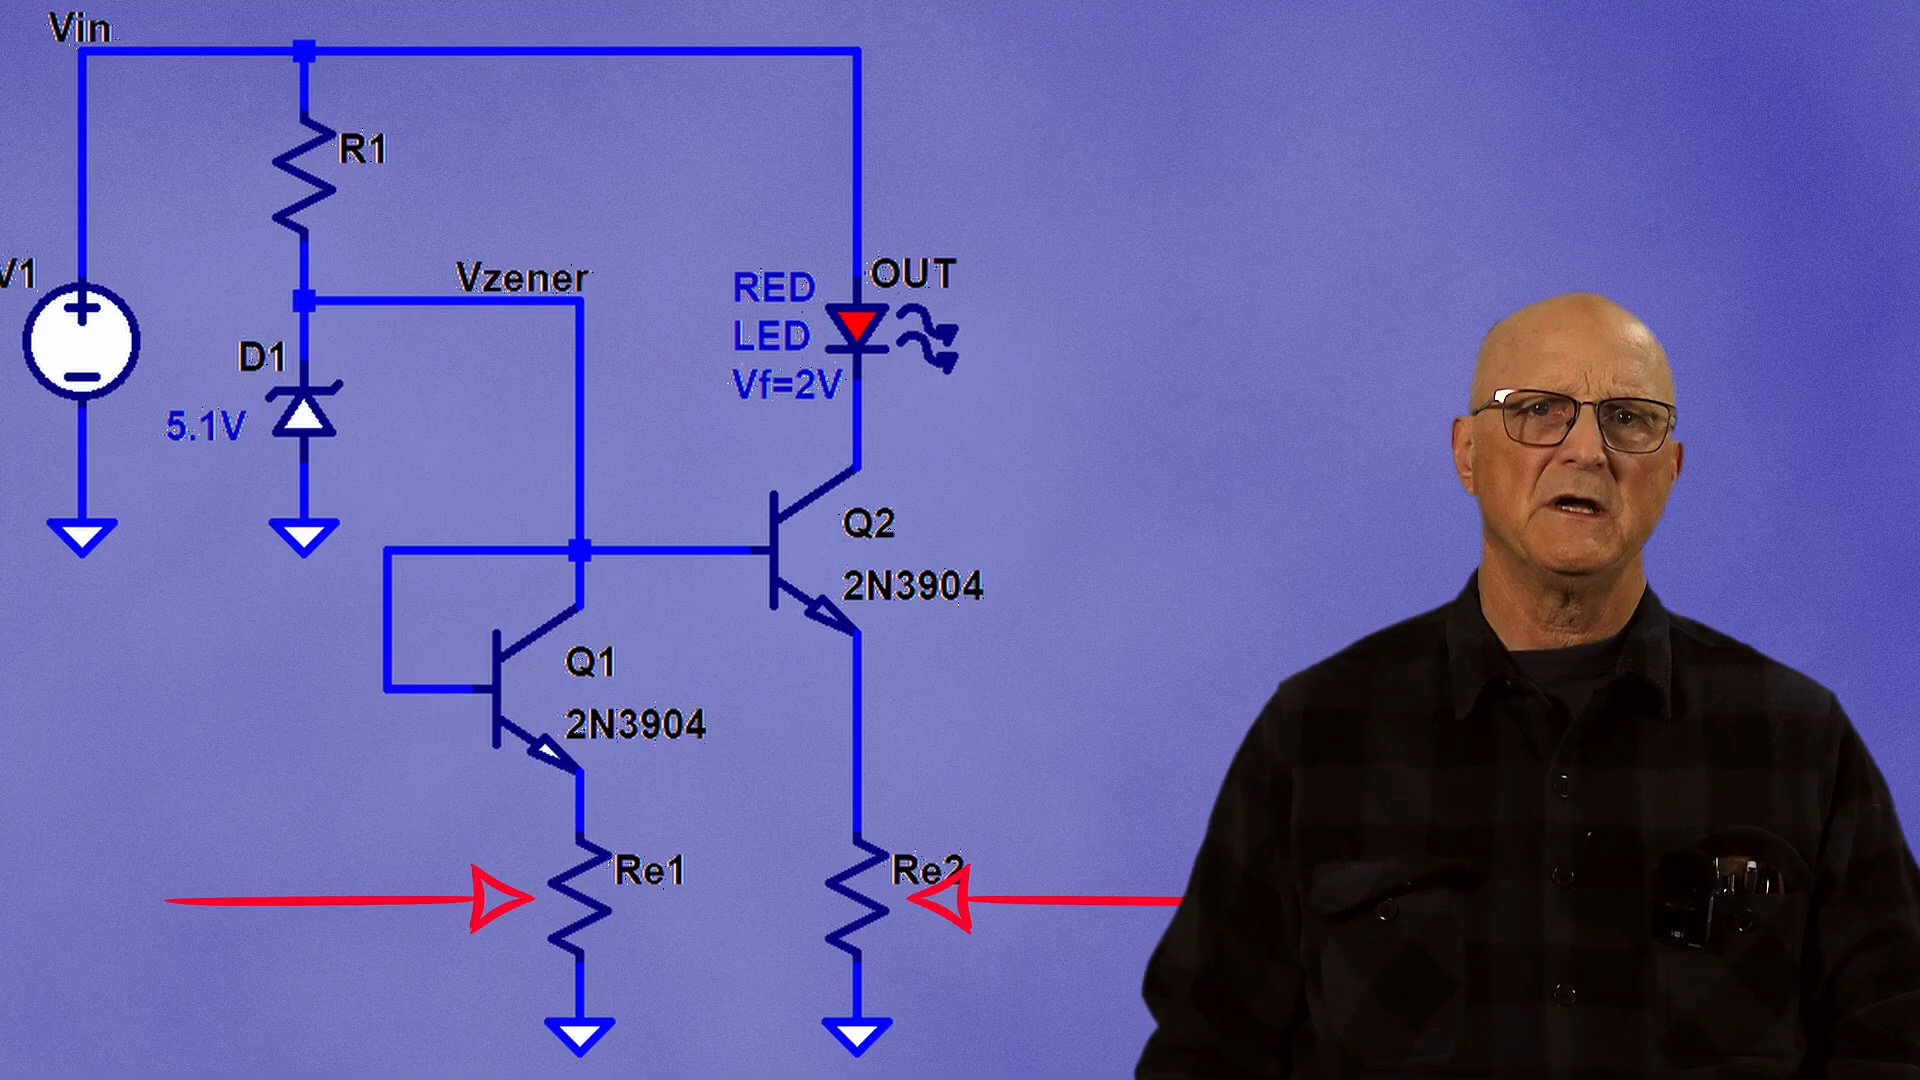 Vin
R1
V1
Vzener
D1
5.1V
RED
LED
Vf=2V
OUT
Q2
2N3904
Q1
2N3904
Re1
Re2